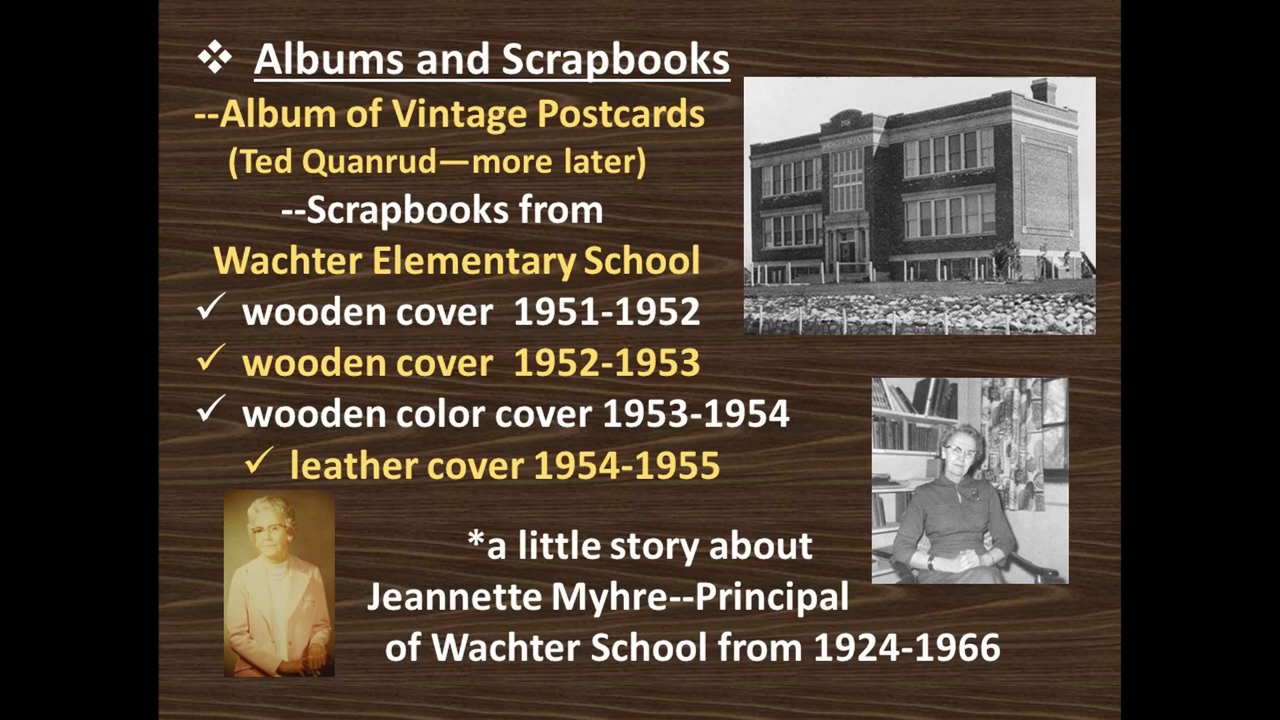 ❖ Albums and Scrapbooks
--Album of Vintage Postcards
(Ted Quanrud—more later)
--Scrapbooks from
Wachter Elementary School
✓ wooden cover 1951-1952
✓ wooden cover 1952-1953
✓ wooden color cover 1953-1954
✓ leather cover 1954-1955
*a little story about
Jeannette Myhre--Principal
of Wachter School from 1924-1966